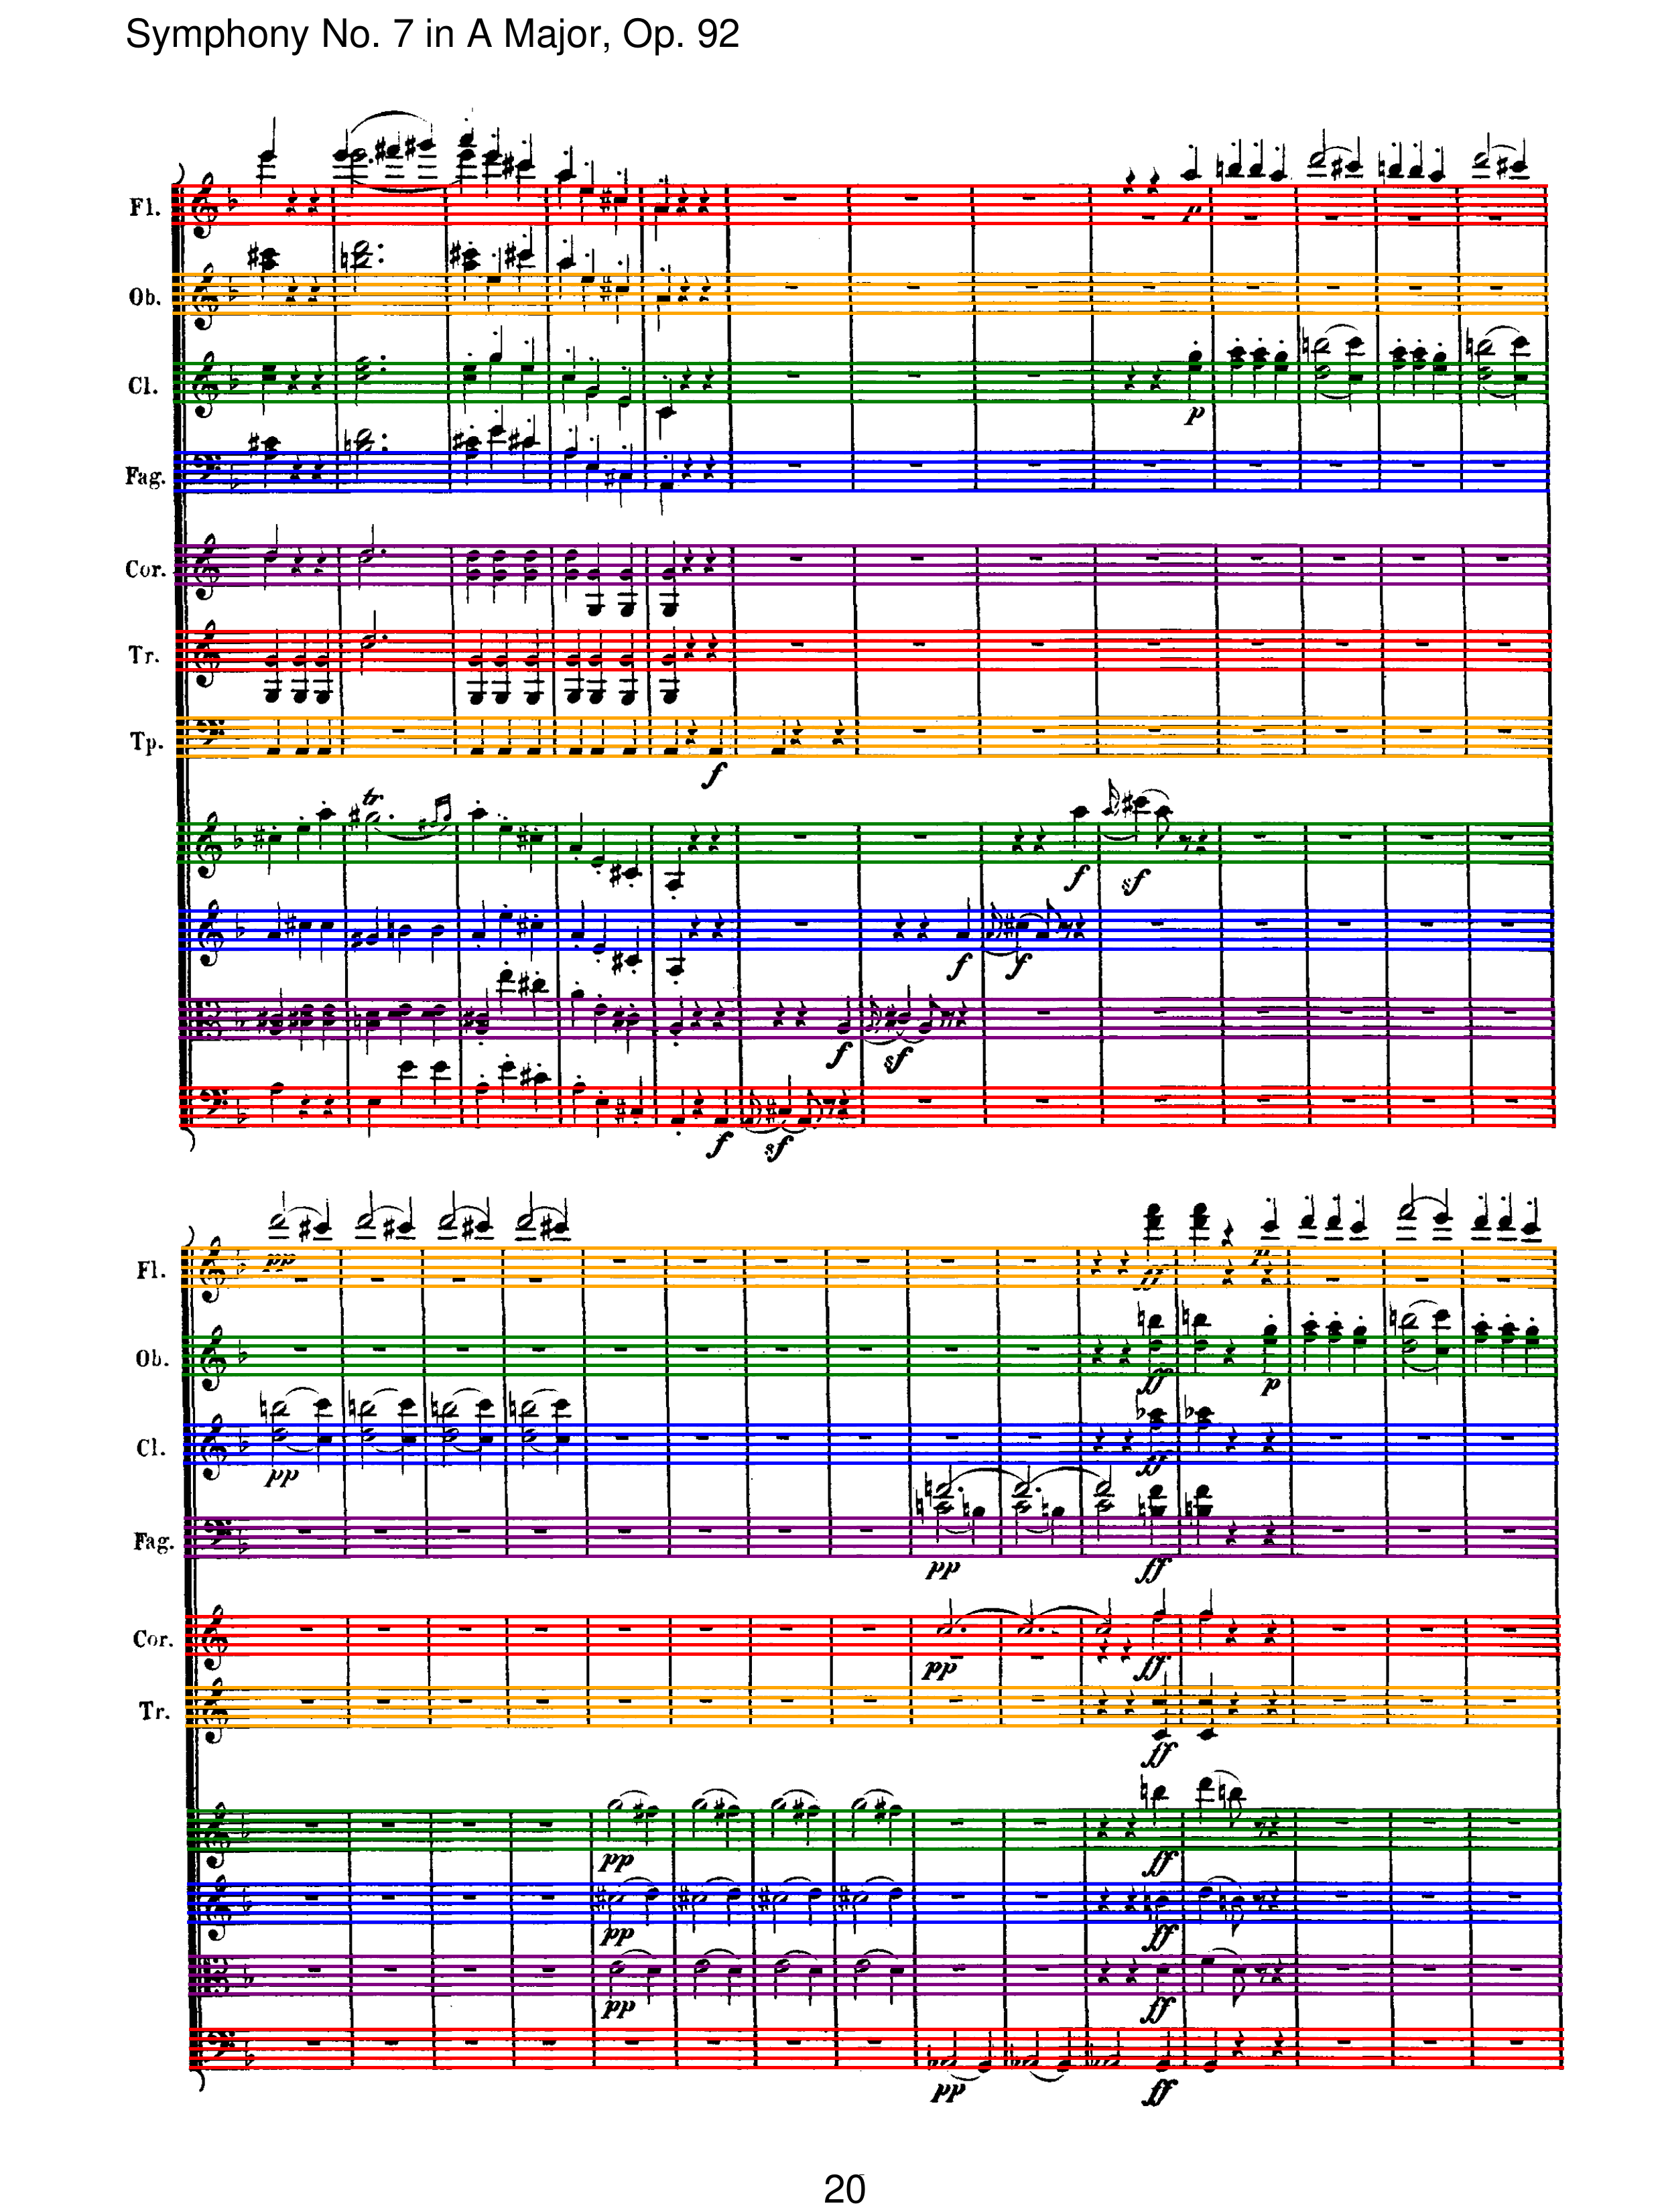 Symphony No. 7 in A Major, Op. 92
Fl.
p
Ob.
Cl.
p
Fag.
Cor.
Tr.
Tp.
f
tr
f
sf
f
f
f
sf
f
sf
Fl.
pp
ff
p
Ob.
ff
p
Cl.
pp
ff
Fag.
pp
ff
Cor.
pp
ff
Tr.
ff
pp
ff
pp
ff
pp
ff
pp
ff
20